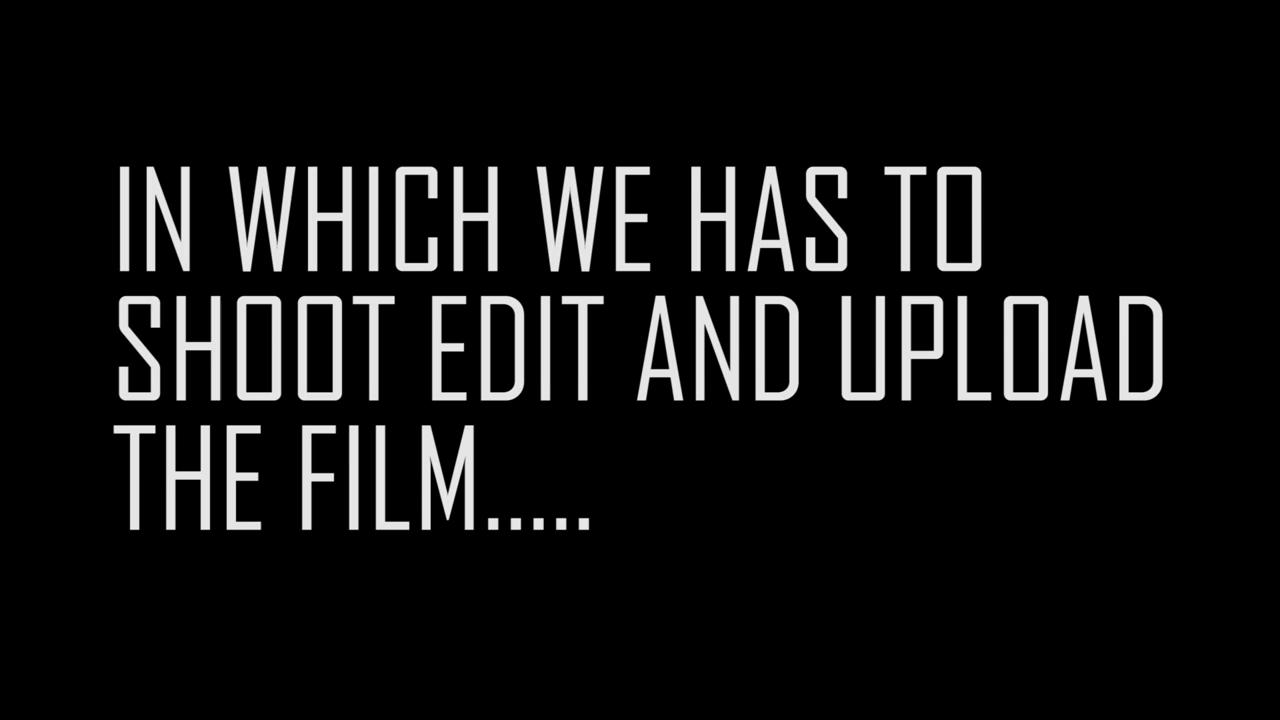 IN WHICH WE HAS TO
SHOOT EDIT AND UPLOAD
THE FILM.....